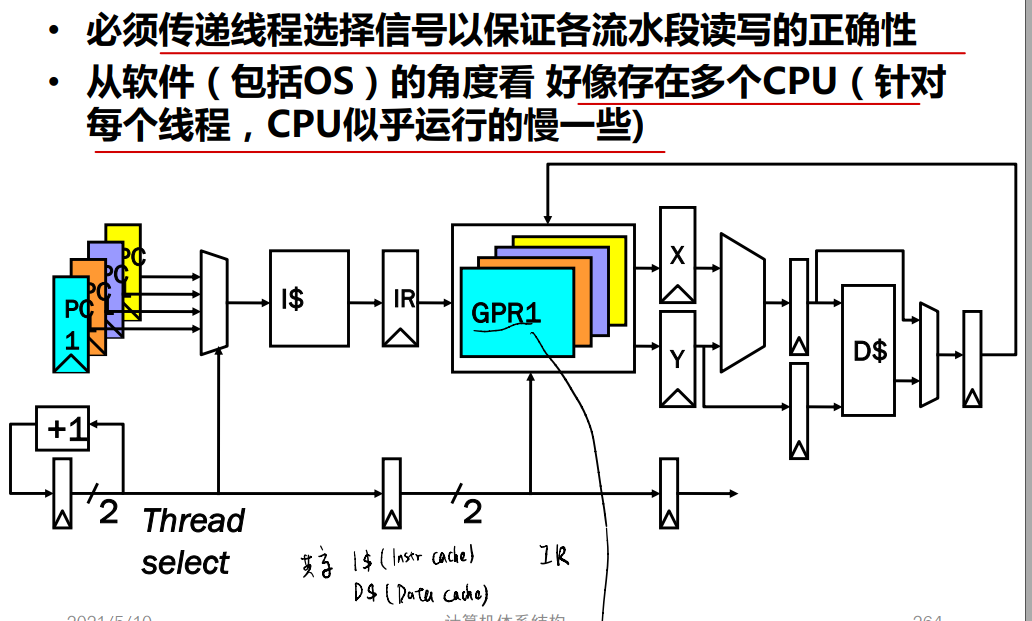 • 必须传递线程选择信号以保证各流水段读写的正确性
• 从软件（包括OS）的角度看 好像存在多个CPU（针对
每个线程，CPU似乎运行的慢一些)
PC
PC
PC
PC
1
I$
IR
GPR1
X
Y
D$
+1
2
Thread
select
2
共享 I$ (Instr cache)
IR
D$ (Data cache)
2021/5/10
计算机体系结构
264